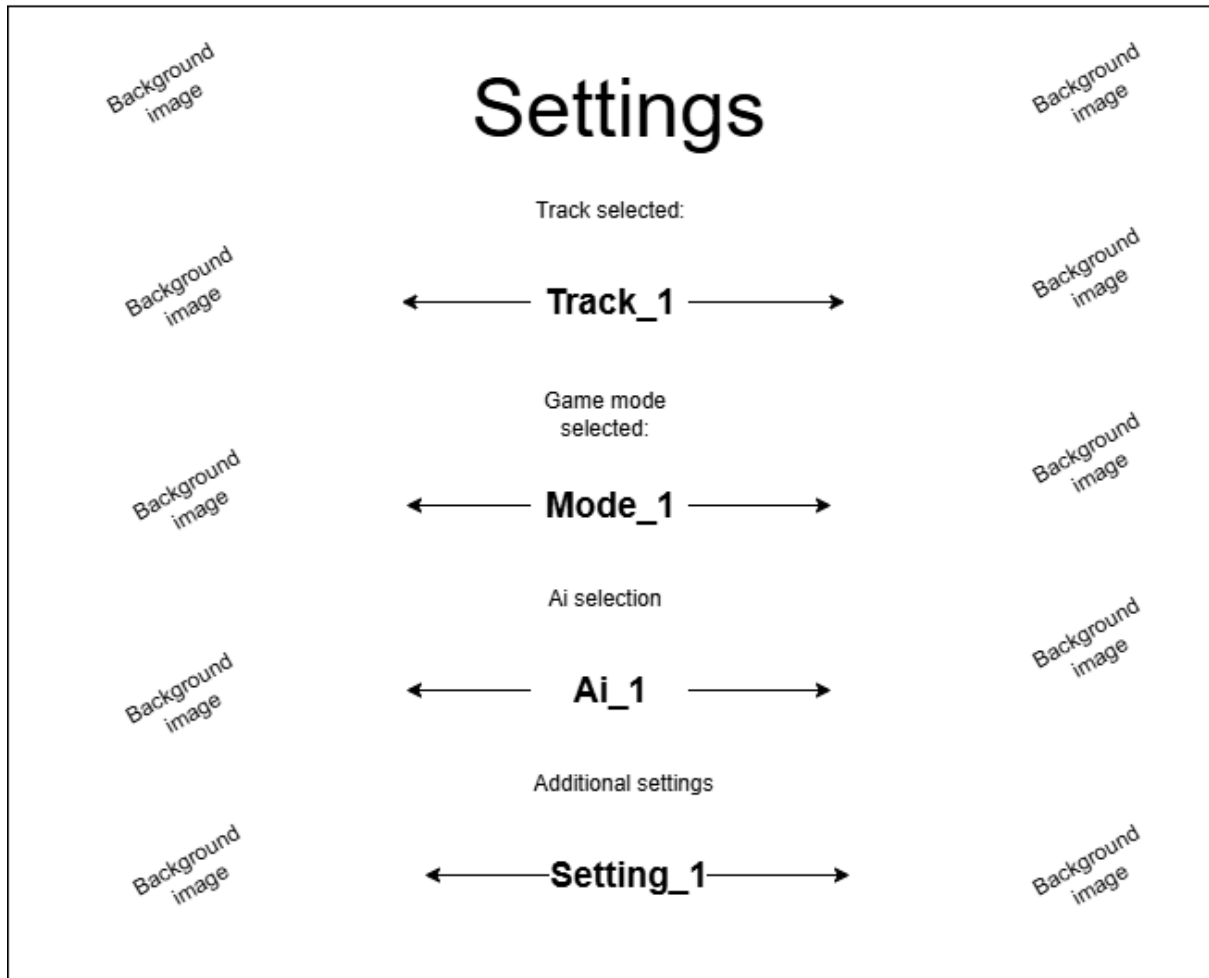 Background
image
Settings
Background
image
Track selected:
Background
image
Track_1
Background
image
Game mode
selected:
Background
image
Mode_1
Background
image
Ai selection
Background
image
Ai_1
Background
image
Additional settings
Background
image
Setting_1
Background
image